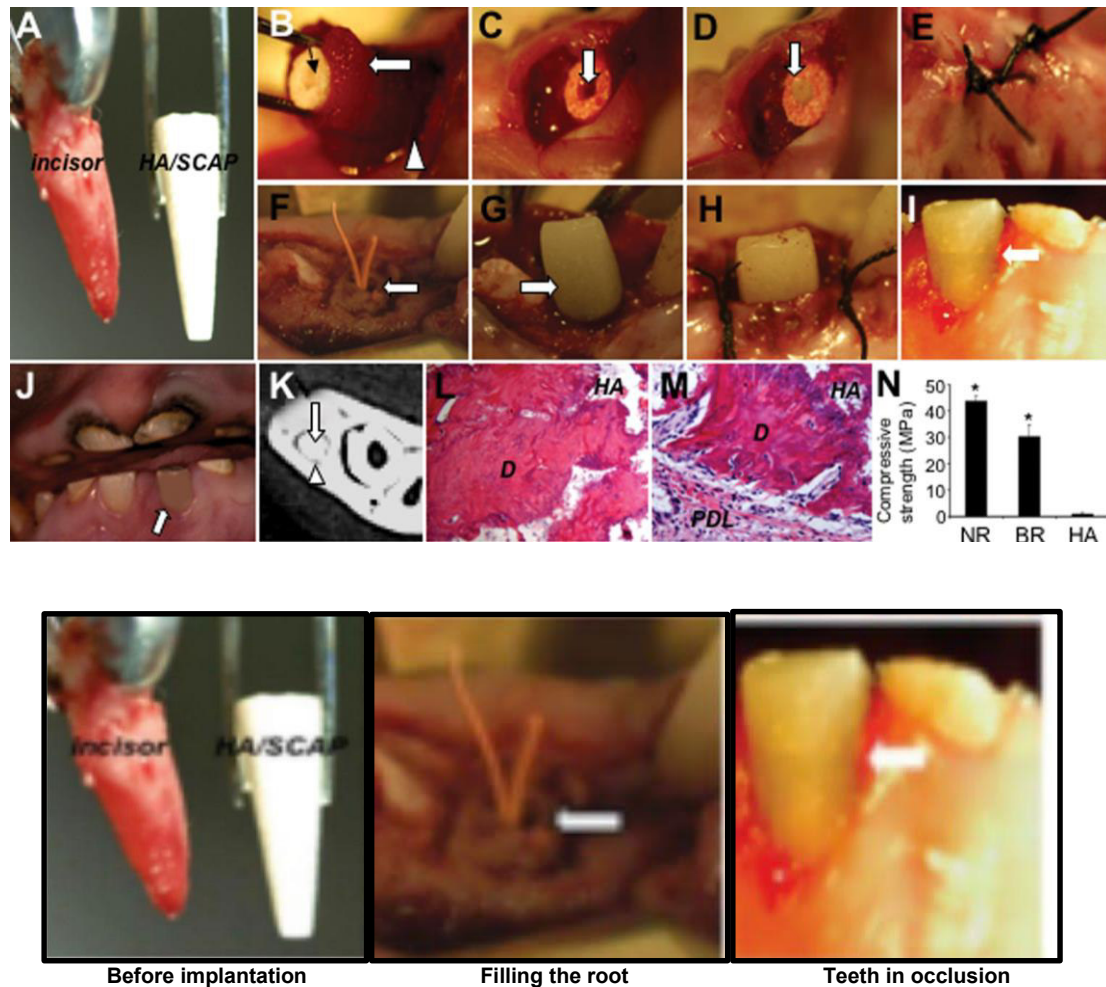 A
incisor
HA/SCAP
B
C
D
E
F
G
H
I
J
K
L
D
HA
M
D
HA
PDL
N
Compressive
strength (MPa)
50
40
30
20
10
0
*
*
NR
BR
HA
incisor
HA/SCAP
Before implantation
Filling the root
Teeth in occlusion